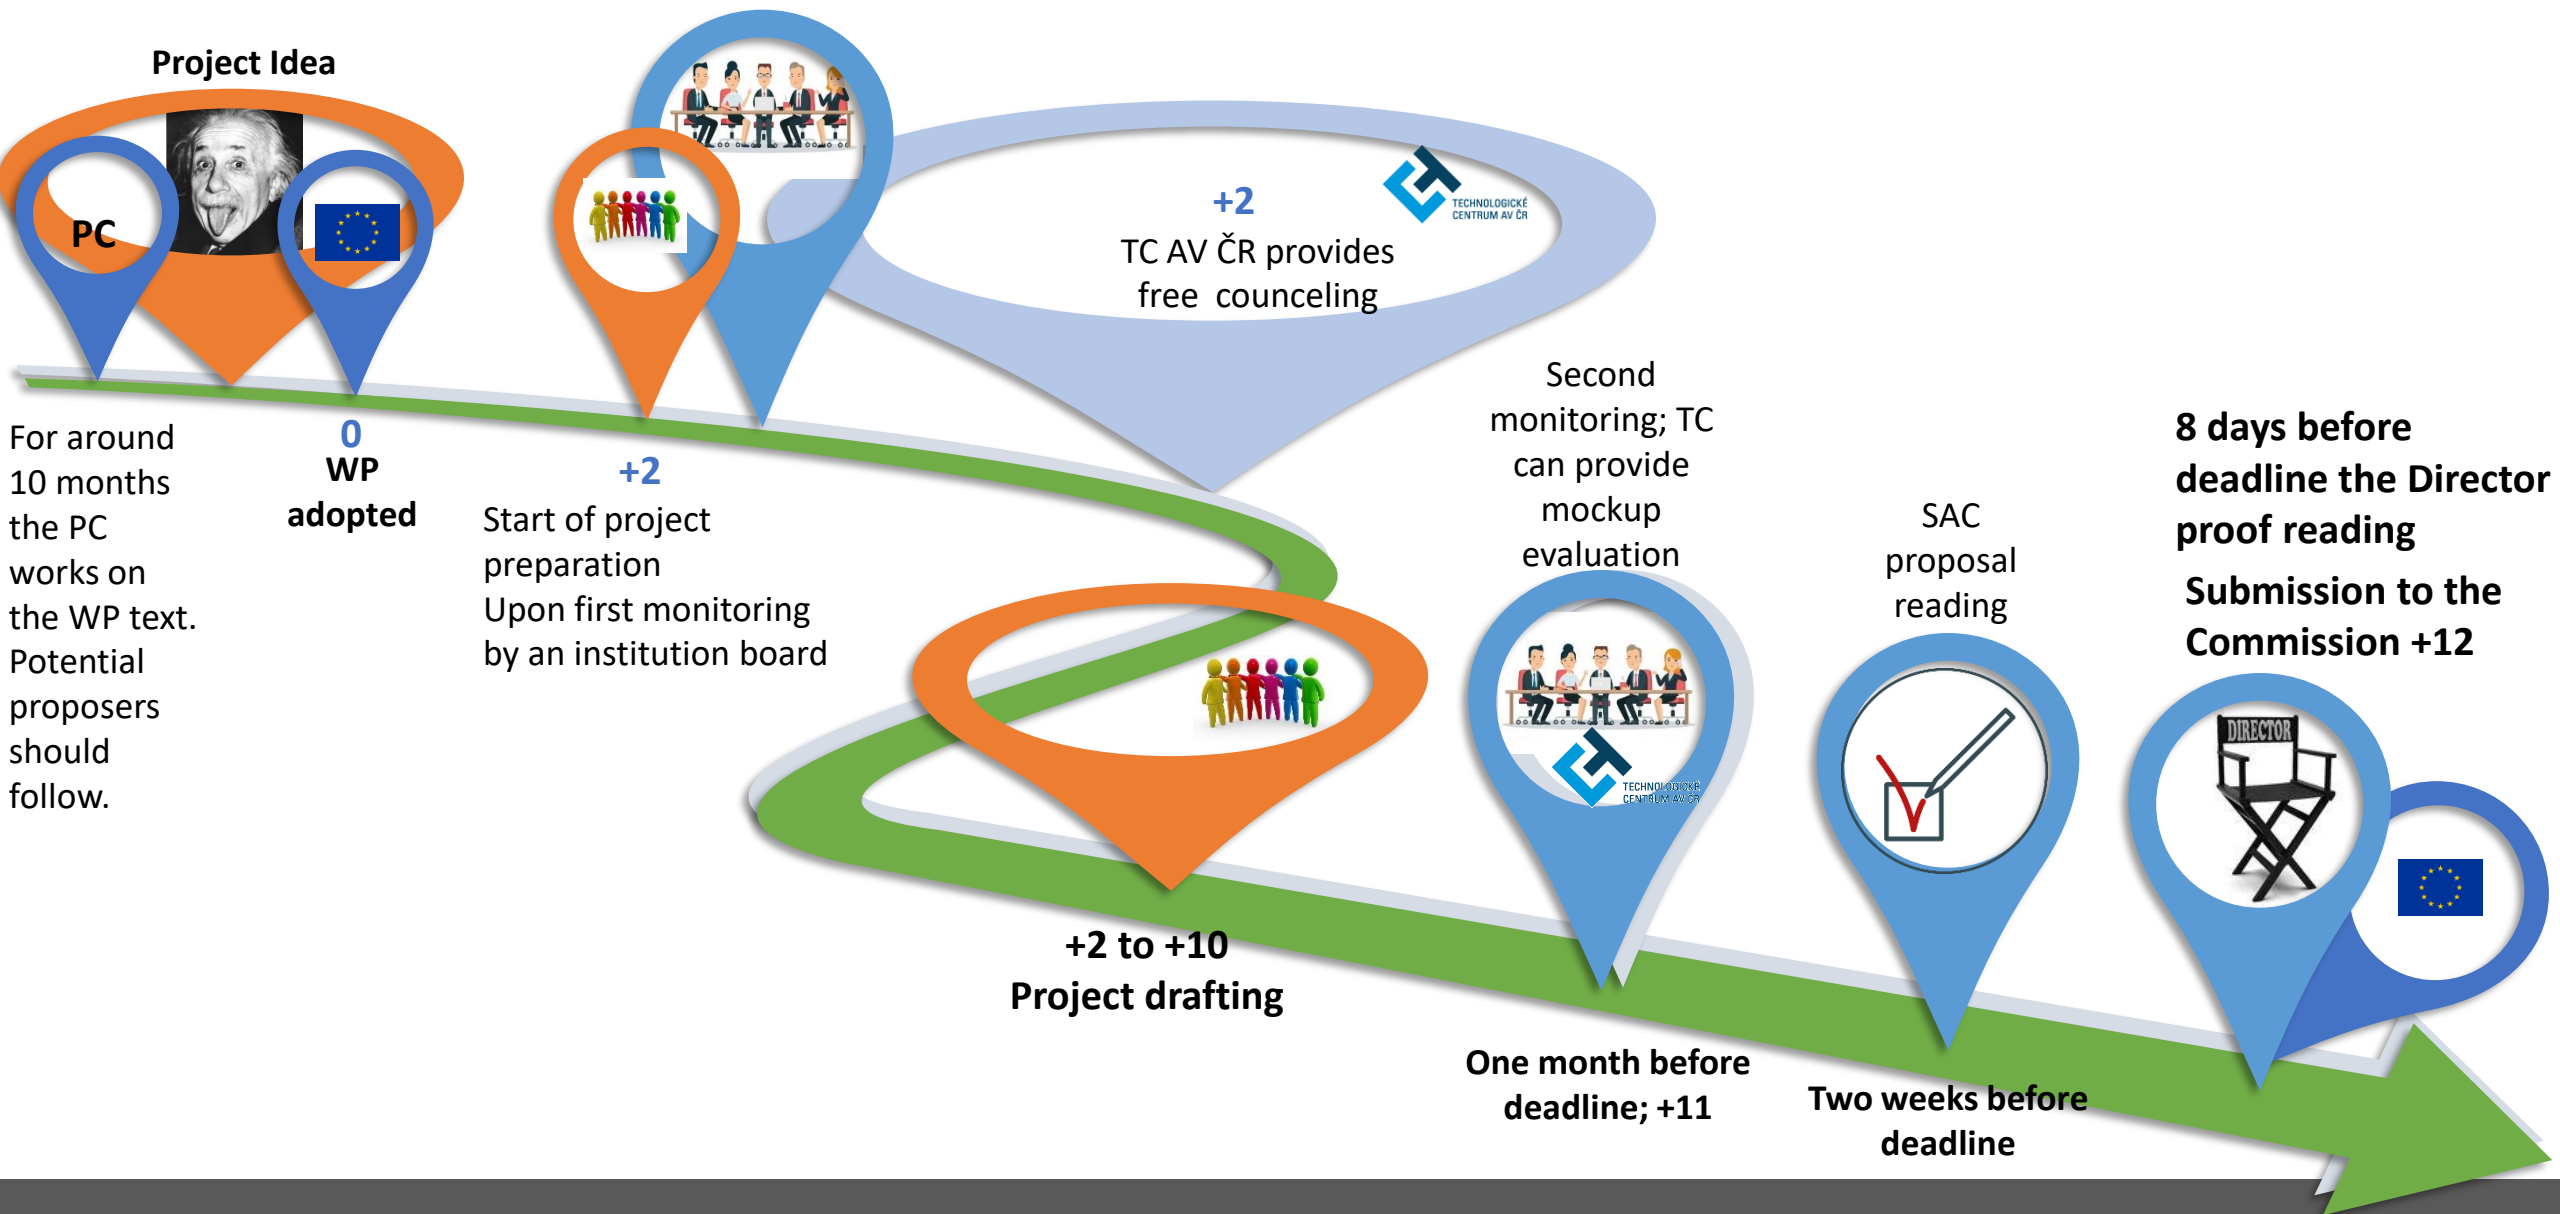 Project Idea
PC
For around
10 months
the PC
works on
the WP text.
Potential
proposers
should
follow.
0
WP
adopted
+2
Start of project
preparation
Upon first monitoring
by an institution board
+2
TC AV ČR provides
free  counceling
TECHNOLOGICKÉ
CENTRUM AV ČR
+2 to +10
Project drafting
Second
monitoring; TC
can provide
mockup
evaluation
TECHNOLOGICKÉ
CENTRUM AV ČR
One month before
deadline; +11
SAC
proposal
reading
Two weeks before
deadline
8 days before
deadline the Director
proof reading
Submission to the
Commission +12
DIRECTOR